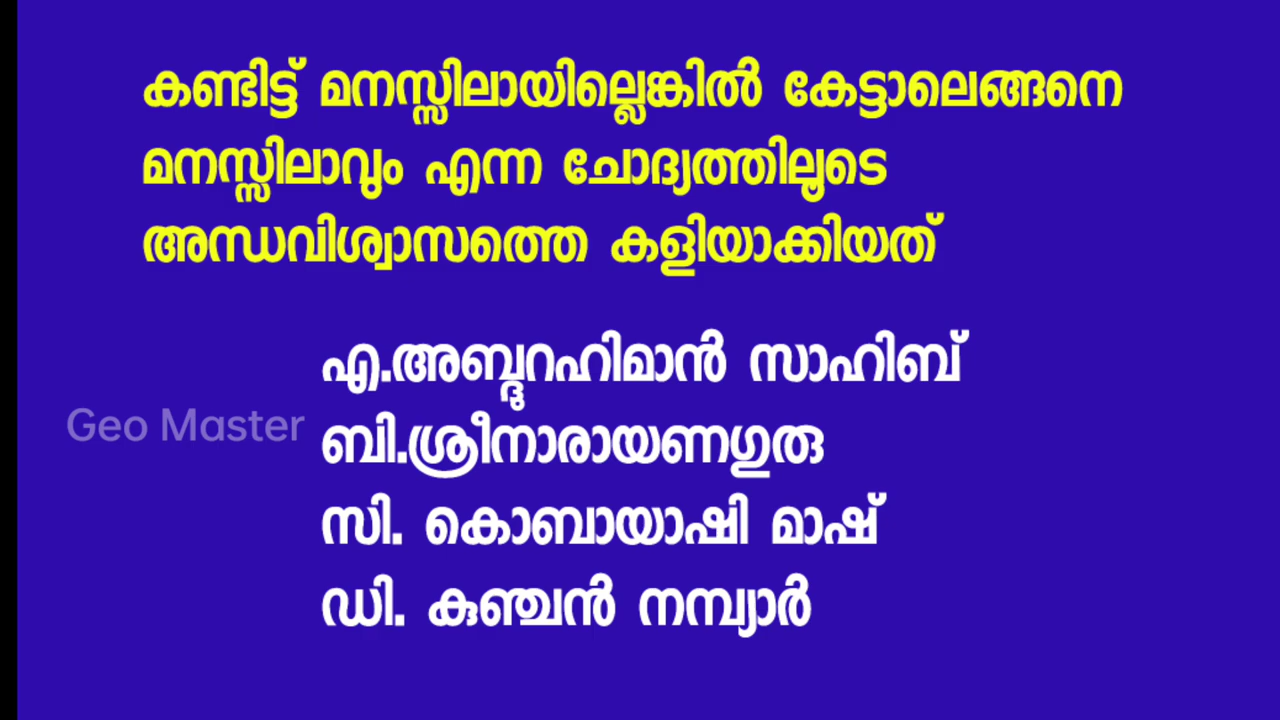 കണ്ടിട്ട് മനസ്സിലായില്ലെങ്കിൽ കേട്ടാലെങ്ങനെ
മനസ്സിലാവും എന്ന ചോദ്യത്തിലൂടെ
അന്ധവിശ്വാസത്തെ കളിയാക്കിയത്
എ.അബ്ദൂറഹിമാൻ സാഹിബ്
Geo Master
ബി.ശ്രീനാരായണഗുരു
സി. കൊബായാഷി മാഷ്
ഡി. കുഞ്ചൻ നമ്പ്യാർ